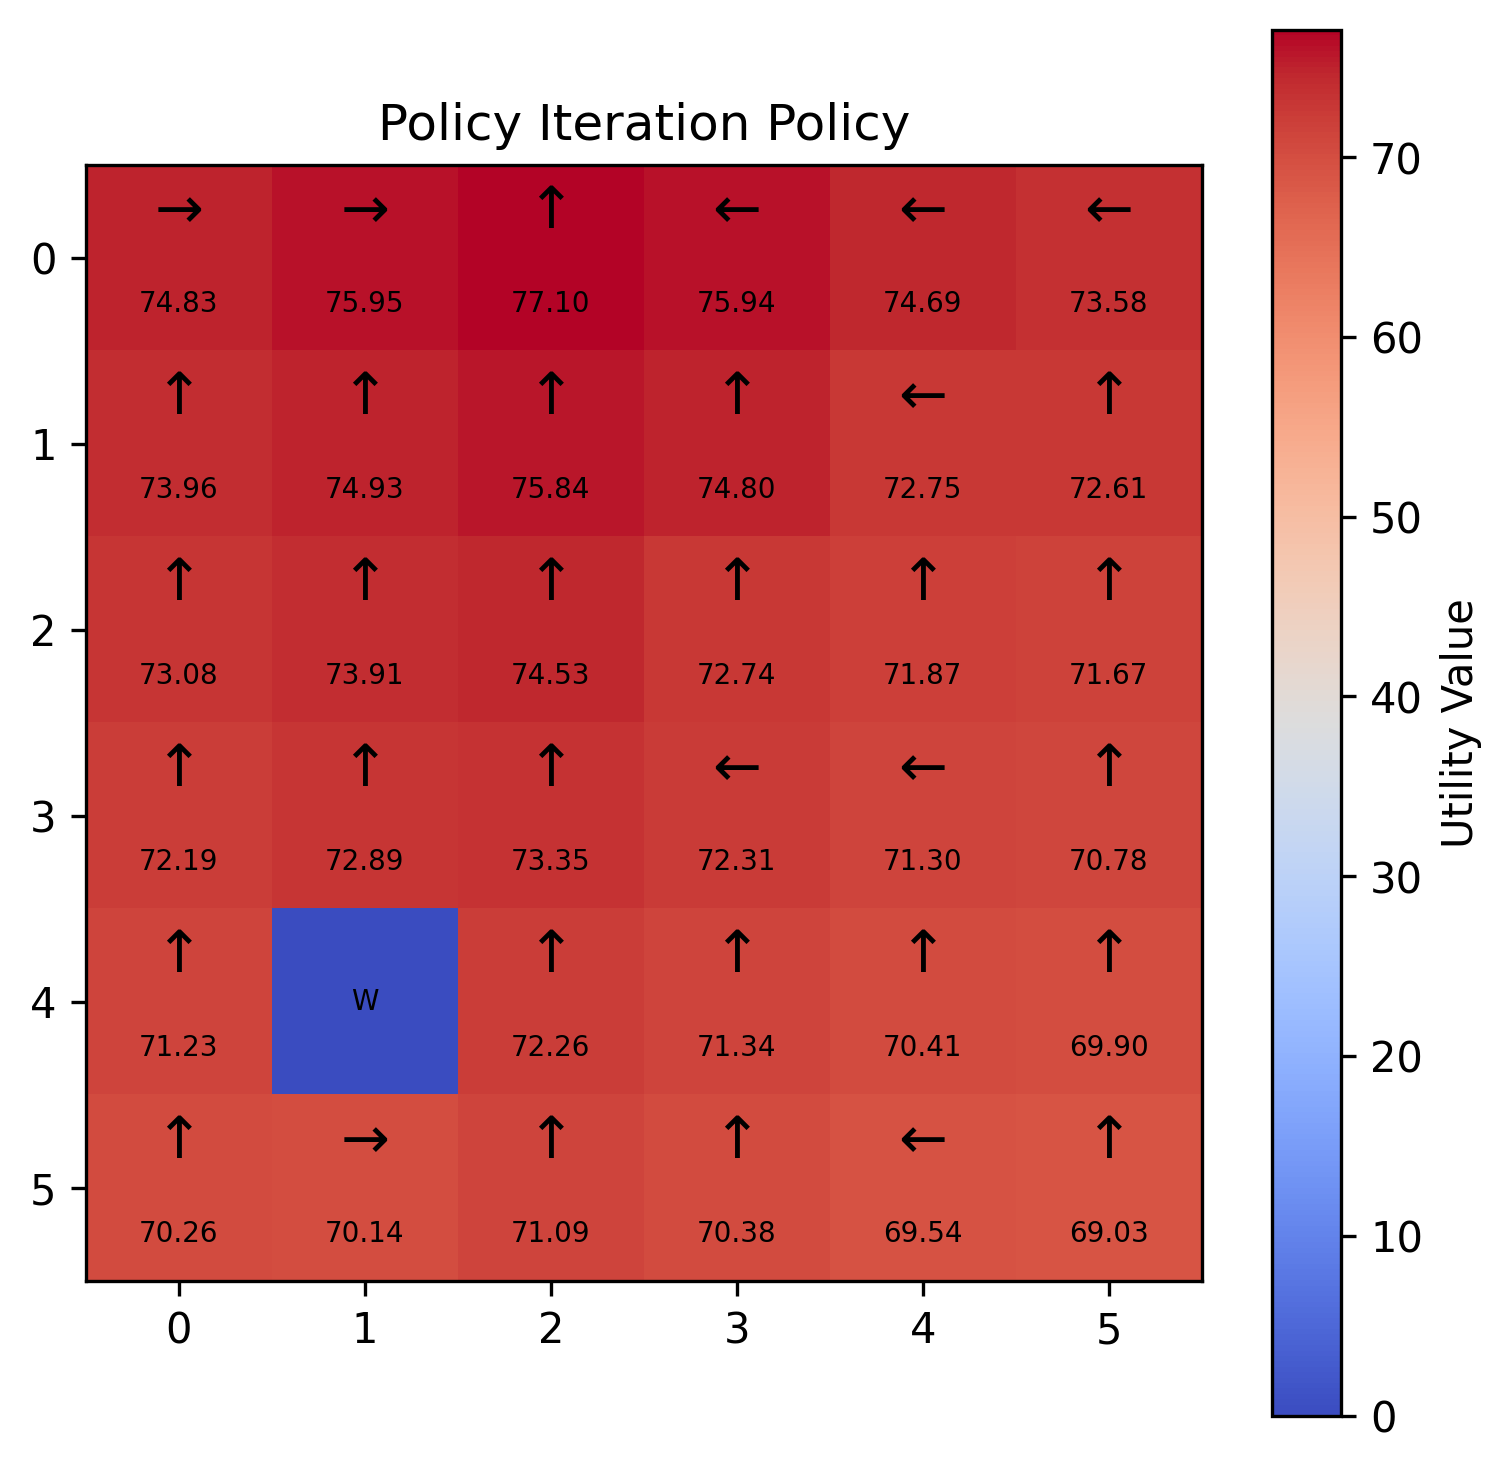 Policy Iteration Policy
→ → ↑ ← ← ←
0
74.83 75.95 77.10 75.94 74.69 73.58
↑ ↑ ↑ ↑ ← ↑
1
73.96 74.93 75.84 74.80 72.75 72.61
↑ ↑ ↑ ↑ ↑ ↑
2
73.08 73.91 74.53 72.74 71.87 71.67
↑ ↑ ↑ ← ← ↑
3
72.19 72.89 73.35 72.31 71.30 70.78
↑ ↑ ↑ ↑ ↑
4 W
71.23 72.26 71.34 70.41 69.90
↑ → ↑ ↑ ← ↑
5
70.26 70.14 71.09 70.38 69.54 69.03
0 1 2 3 4 5
70
60
50
40
30
20
10
0
Utility Value